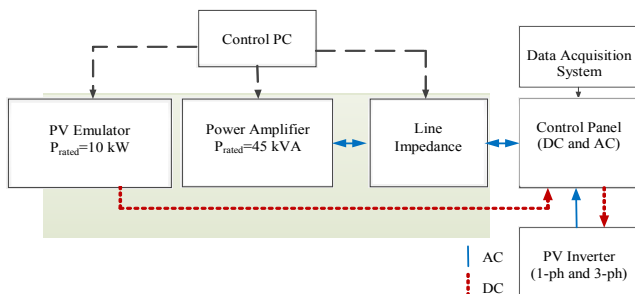 Control PC
Data Acquisition
System
PV Emulator
Prated=10 kW
Power Amplifier
Prated=45 kVA
Line
Impedance
Control Panel
(DC and AC)
AC
DC
PV Inverter
(1-ph and 3-ph)